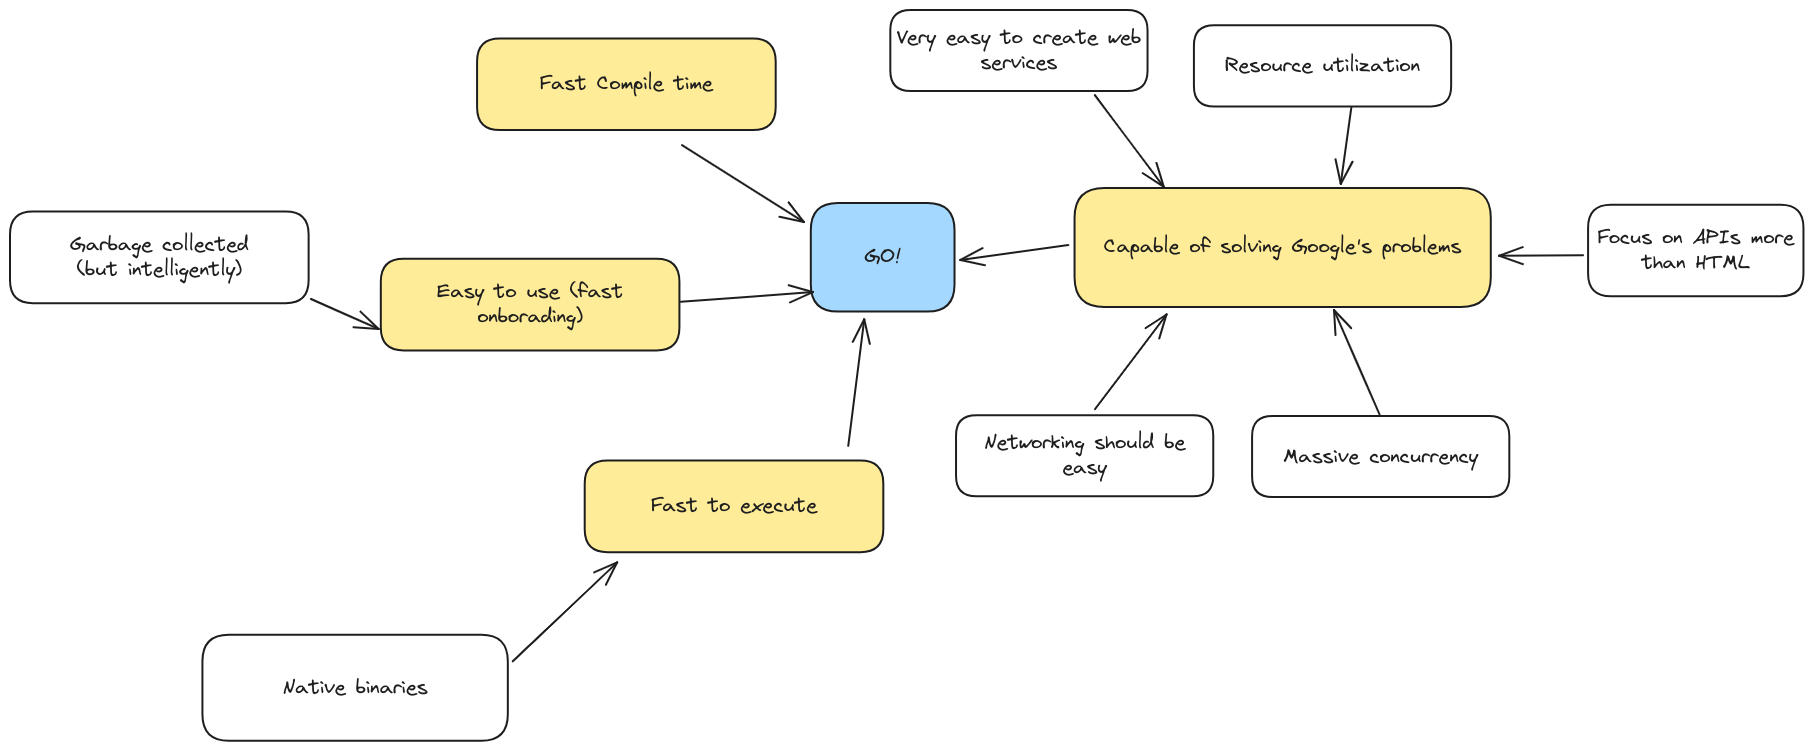 Very easy to create web
services
Resource utilization
Fast Compile time
Garbage collected
(but intelligently)
Easy to use (fast
onborading)
GO!
Capable of solving Google's problems
Focus on APIs more
than HTML
Networking should be
easy
Massive concurrency
Fast to execute
Native binaries